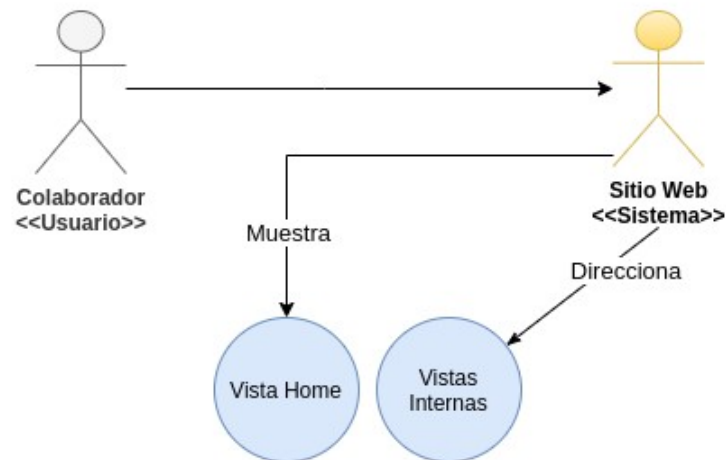 Colaborador
<<Usuario>>
Sitio Web
<<Sistema>>
Muestra
Direcciona
Vista Home
Vistas
Internas